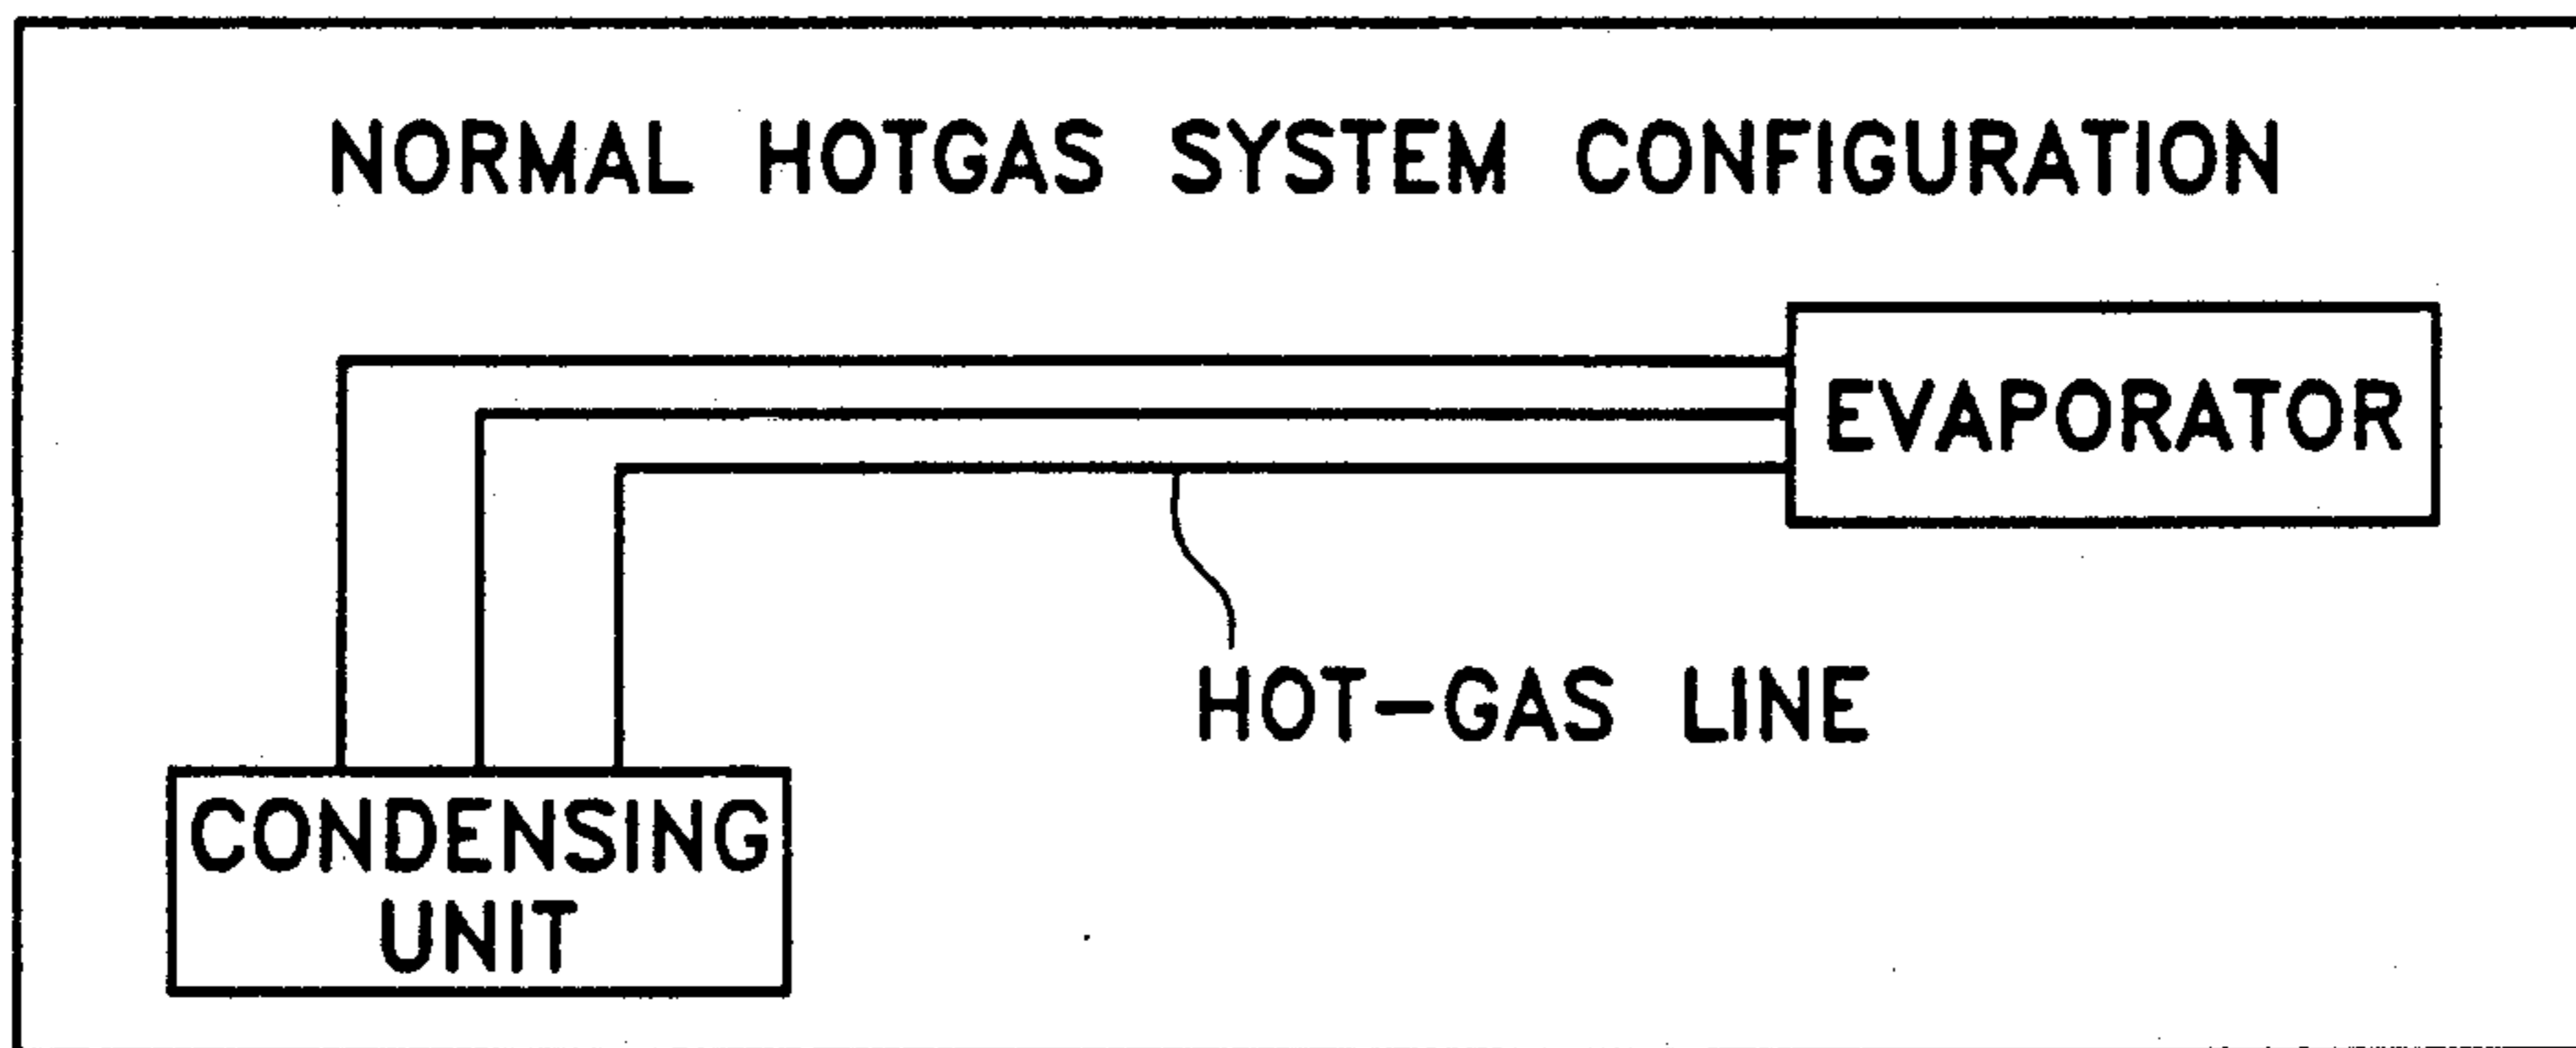 NORMAL HOTGAS SYSTEM CONFIGURATION
EVAPORATOR
HOT-GAS LINE
CONDENSING
UNIT